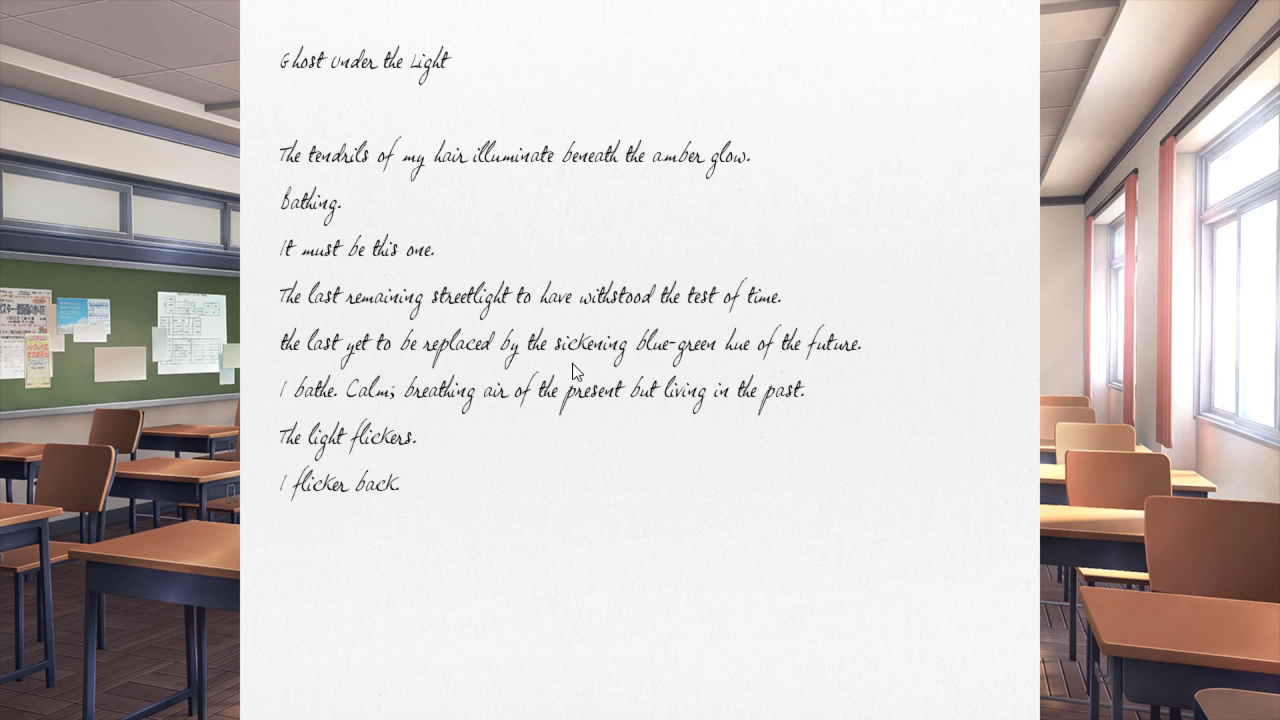 Ghost Under the Light
The tendrils of my hair illuminate beneath the amber glow.
Bathing.
It must be this one.
The last remaining streetlight to have withstood the test of time.
the last yet to be replaced by the sickening blue-green hue of the future.
I bathe. Calm; breathing air of the present but living in the past.
The light flickers.
I flicker back.